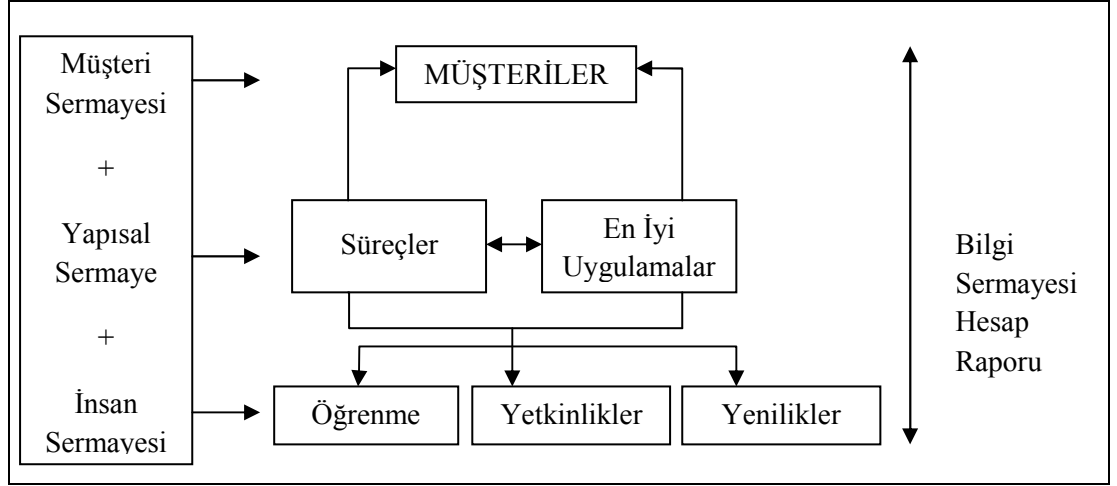 Müşteri
Sermayesi
+
Yapısal
Sermaye
+
İnsan
Sermayesi
MÜŞTERİLER
Süreçler
En İyi
Uygulamalar
Öğrenme
Yetkinlikler
Yenilikler
Bilgi
Sermayesi
Hesap
Raporu